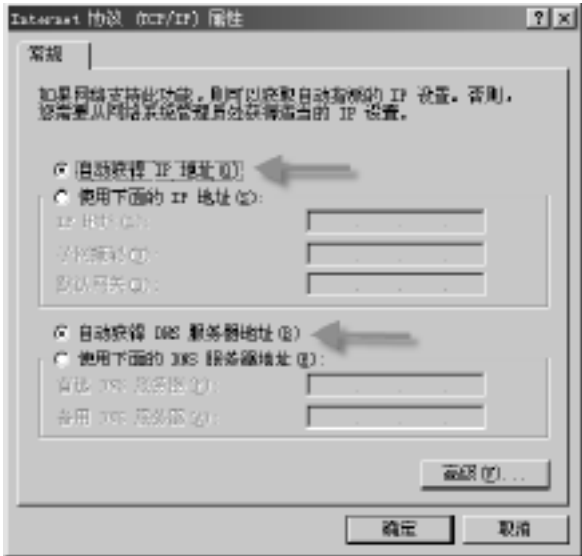 Internet 协议 (TCP/IP) 属性
常规
如果网络支持此功能，则可以获取自动指派的 IP 设置。否则，
您需要从网络系统管理员处获得适当的 IP 设置。
自动获得 IP 地址(O)
使用下面的 IP 地址(S):
IP 地址(I):
子网掩码(U):
默认网关(D):
自动获得 DNS 服务器地址(B)
使用下面的 DNS 服务器地址(E):
首选 DNS 服务器(P):
备用 DNS 服务器(A):
高级(V)...
确定
取消